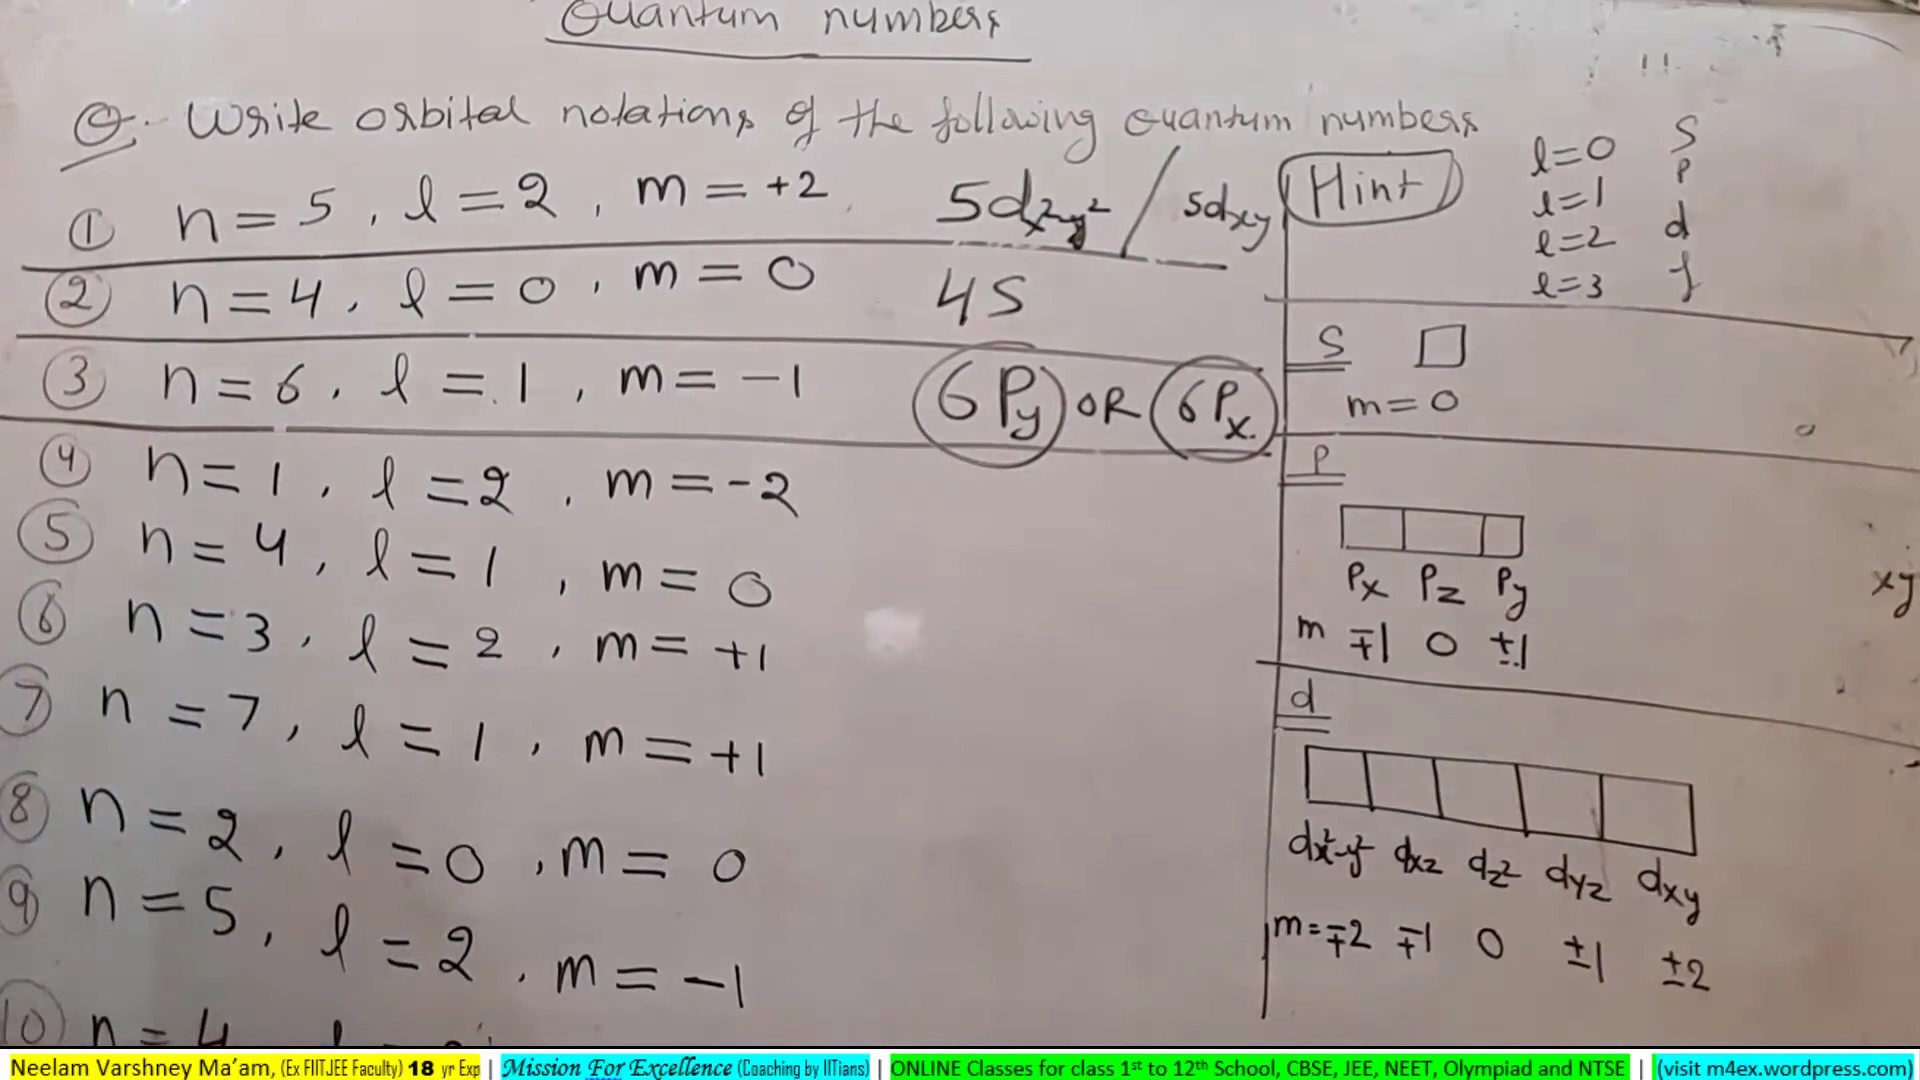 Quantum numbers
Q. Write orbital notations of the following quantum numbers
① n = 5, l = 2, m = +2 5dx²-y² / 5dxy
② n = 4, l = 0, m = 0 4S
③ n = 6, l = 1, m = -1 6Py OR 6Px
④ n = 1, l = 2, m = -2
⑤ n = 4, l = 1, m = 0
⑥ n = 3, l = 2, m = +1
⑦ n = 7, l = 1, m = +1
⑧ n = 2, l = 0, m = 0
⑨ n = 5, l = 2, m = -1
⑩ n = 4
Hint
l=0 S
l=1 P
l=2 d
l=3 f
S
m = 0
P
Px Pz Py
m ∓1 0 ±1
xy
d
dx²-y² dxz dz² dyz dxy
m = ∓2 ∓1 0 ±1 ±2
Neelam Varshney Ma’am, (Ex FIITJEE Faculty) 18 yr Exp | Mission For Excellence (Coaching by IITians) | ONLINE Classes for class 1st to 12th School, CBSE, JEE, NEET, Olympiad and NTSE | (visit m4ex.wordpress.com)